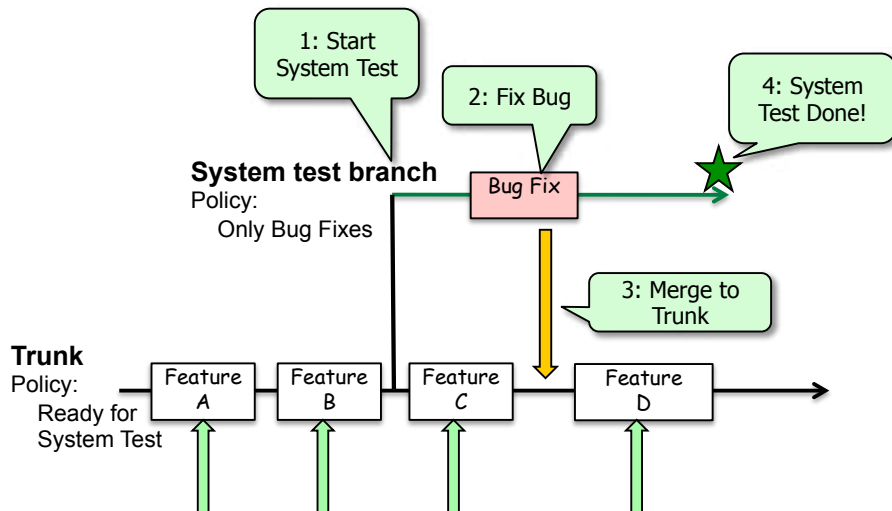 1: Start
System Test
2: Fix Bug
4: System
Test Done!
System test branch
Policy:
Only Bug Fixes
Bug Fix
3: Merge to
Trunk
Trunk
Policy:
Ready for
System Test
Feature
A
Feature
B
Feature
C
Feature
D